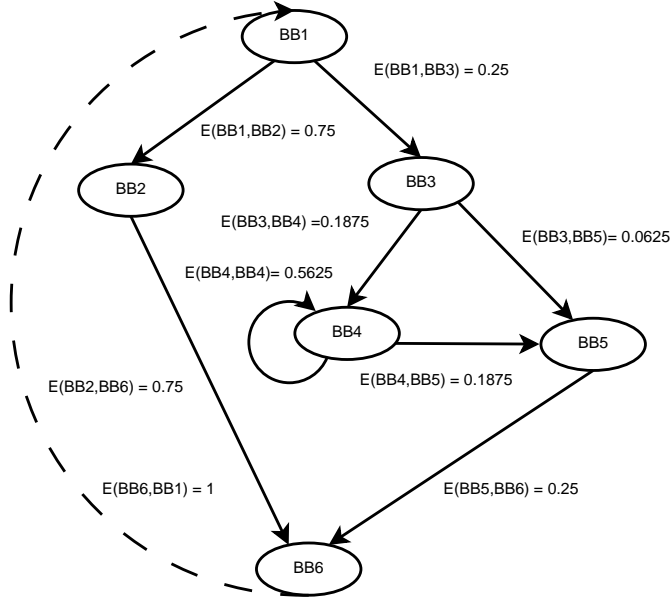 BB1
E(BB1,BB3) = 0.25
E(BB1,BB2) = 0.75
BB2
BB3
E(BB3,BB4) =0.1875
E(BB3,BB5)= 0.0625
E(BB4,BB4)= 0.5625
BB4
BB5
E(BB4,BB5) = 0.1875
E(BB2,BB6) = 0.75
E(BB6,BB1) = 1
E(BB5,BB6) = 0.25
BB6